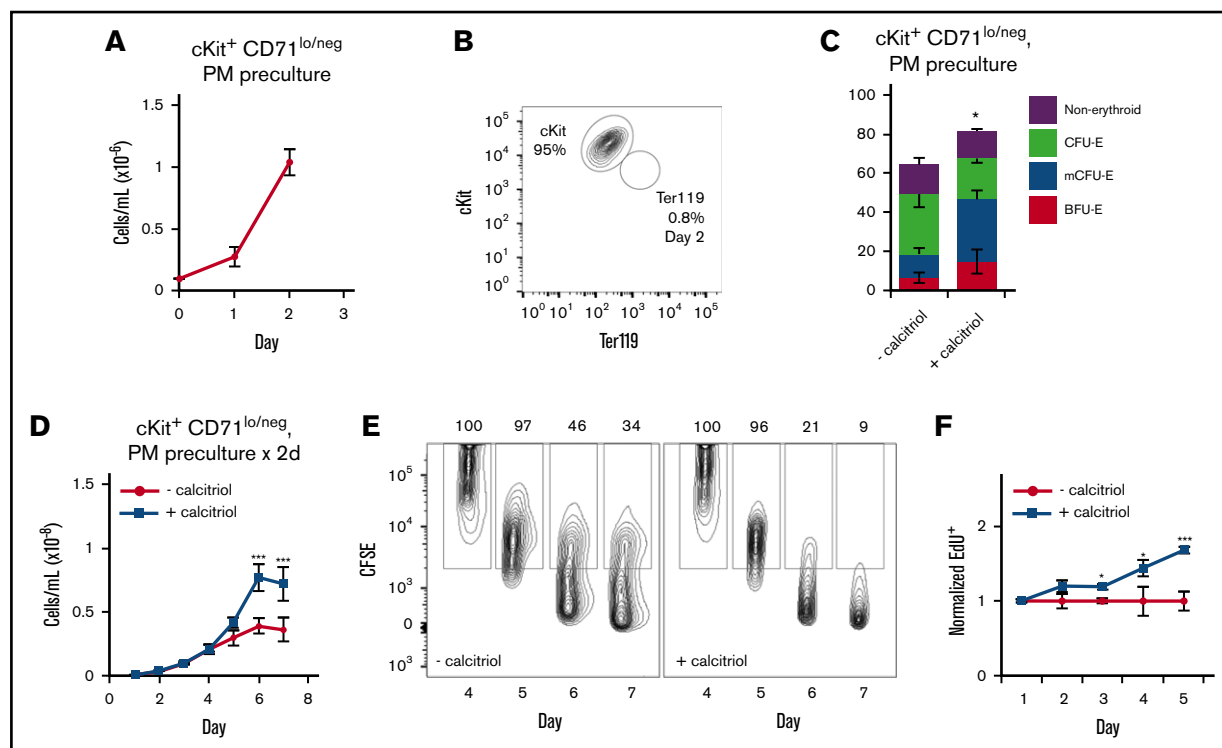 A
cKit⁺ CD71ˡᵒ/ⁿᵉᵍ
PM preculture
1.5
1
0.5
0
Cells/mL (x10⁻⁶)
0 1 2 3
Day
B
10⁵
10⁴
10³
10²
10¹
10⁰
cKit
cKit
95%
Ter119
0.8%
Day 2
10⁰ 10¹ 10² 10³ 10⁴ 10⁵
Ter119
C
cKit⁺ CD71ˡᵒ/ⁿᵉᵍ,
PM preculture
100
80
60
40
20
0
*
- calcitriol
+ calcitriol
Non-erythroid
CFU-E
mCFU-E
BFU-E
D
cKit⁺ CD71ˡᵒ/ⁿᵉᵍ,
PM preculture x 2d
- calcitriol
+ calcitriol
1.5
1
0.5
0
Cells/mL (x10⁻⁸)
*** ***
0 2 4 6 8
Day
E
100 97 46 34
100 96 21 9
10⁵
10⁴
10³
0
10³
CFSE
- calcitriol
+ calcitriol
4 5 6 7
4 5 6 7
Day
Day
F
- calcitriol
+ calcitriol
2
1
0
Normalized EdU⁺
* * ***
1 2 3 4 5
Day